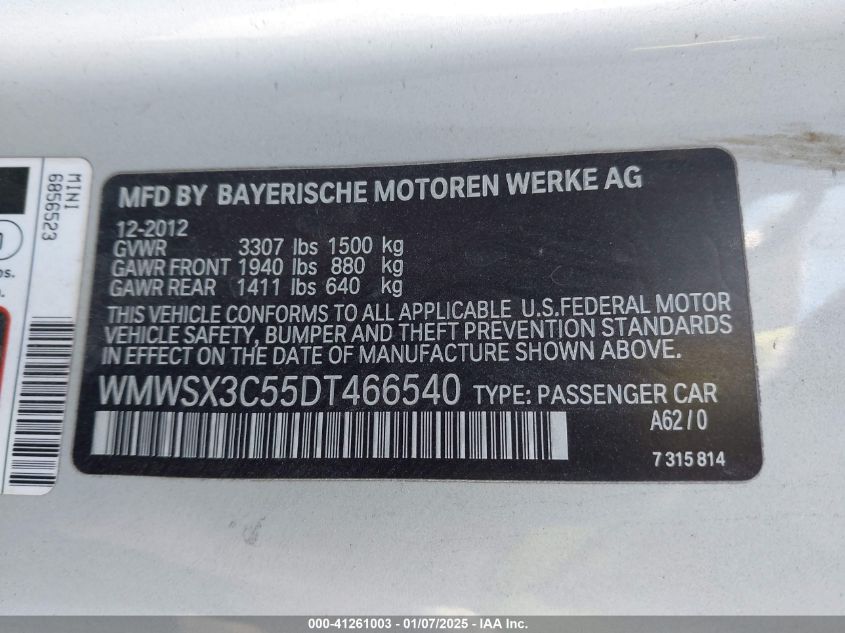 MINI
6856523
MFD BY BAYERISCHE MOTOREN WERKE AG
12-2012
GVWR 3307 lbs 1500 kg
GAWR FRONT 1940 lbs 880 kg
GAWR REAR 1411 lbs 640 kg
THIS VEHICLE CONFORMS TO ALL APPLICABLE U.S.FEDERAL MOTOR
VEHICLE SAFETY, BUMPER AND THEFT PREVENTION STANDARDS
IN EFFECT ON THE DATE OF MANUFACTURE SHOWN ABOVE.
WMWSX3C55DT466540 TYPE: PASSENGER CAR
A62/0
7 315 814
000-41261003 - 01/07/2025 - IAA, Inc.